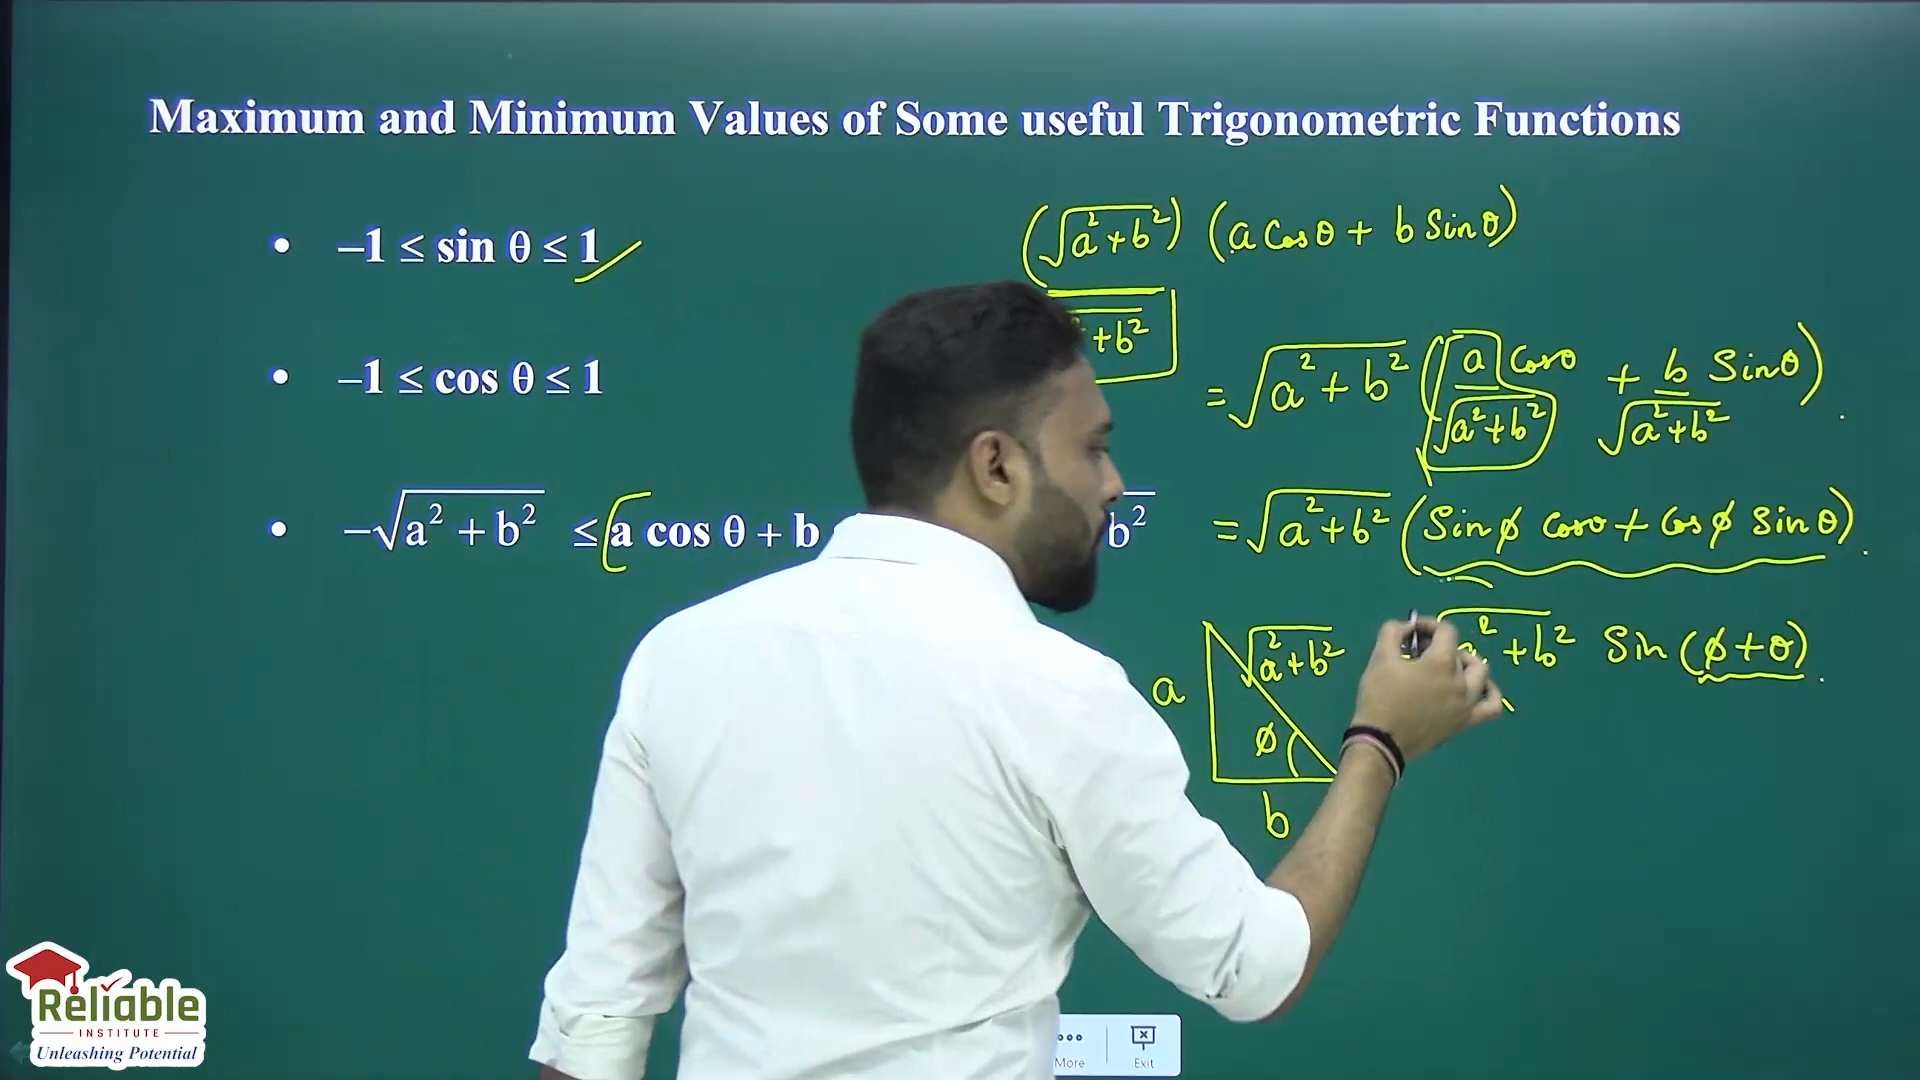 Maximum and Minimum Values of Some useful Trigonometric Functions
• –1 ≤ sin θ ≤ 1
• –1 ≤ cos θ ≤ 1
• –√(a² + b²) ≤ a cos θ + b
b²
(√(a²+b²)) (a Cosθ + b Sinθ)
+b²
= √(a²+b²) (a/√(a²+b²) Cosθ + b/√(a²+b²) Sinθ)
= √(a²+b²) (Sinϕ Cosθ + Cosϕ Sinθ)
a²+b² Sin (ϕ+θ)
√(a²+b²)
a
ϕ
b
Reliable
INSTITUTE
Unleashing Potential
More
Exit